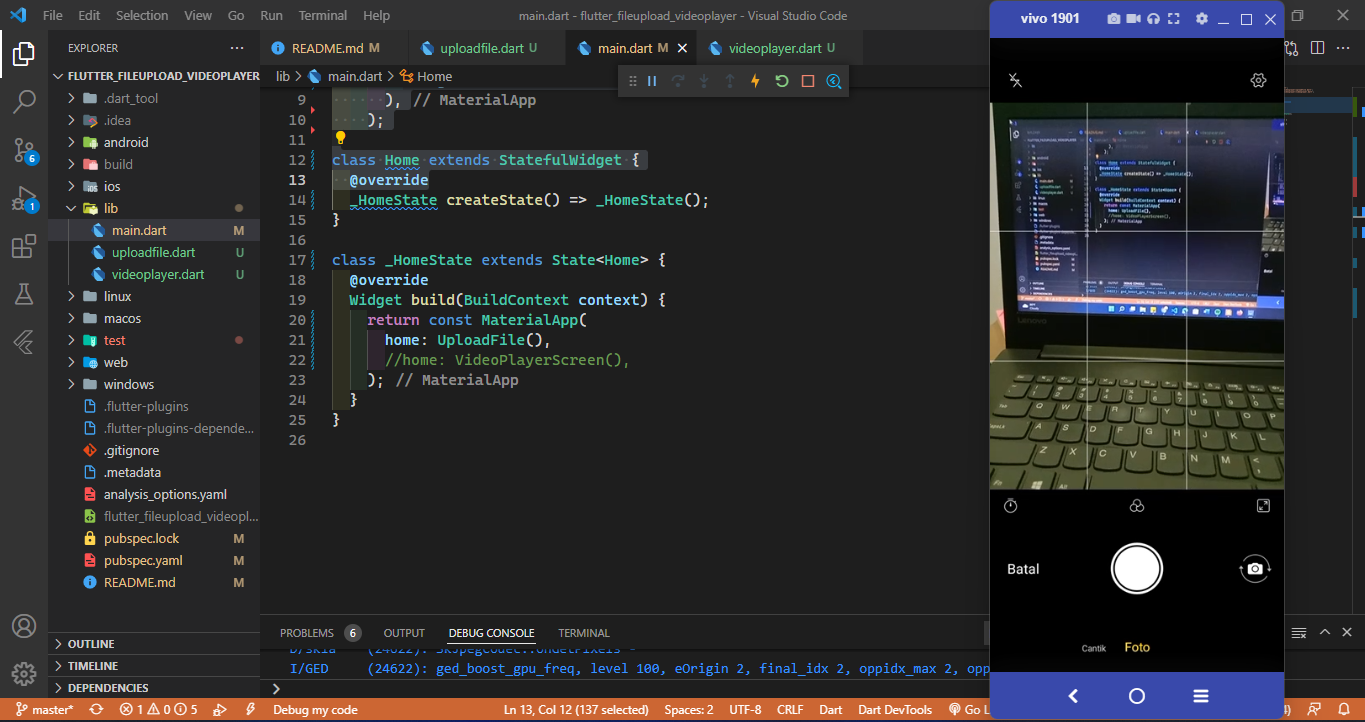 File Edit Selection View Go Run Terminal Help
main.dart - flutter_fileupload_videoplayer - Visual Studio Code
vivo 1901
EXPLORER
README.md M
uploadfile.dart U
main.dart M
videoplayer.dart U
FLUTTER_FILEUPLOAD_VIDEOPLAYER
.dart_tool
.idea
android
build
ios
lib
main.dart M
uploadfile.dart U
videoplayer.dart U
linux
macos
test
web
windows
.flutter-plugins
.flutter-plugins-depende...
.gitignore
.metadata
analysis_options.yaml
flutter_fileupload_videopl...
pubspec.lock M
pubspec.yaml M
README.md M
OUTLINE
TIMELINE
DEPENDENCIES
6
1
lib > main.dart > Home
9 ), // MaterialApp
10 );
11
12 class Home extends StatefulWidget {
13 @override
14 _HomeState createState() => _HomeState();
15 }
16
17 class _HomeState extends State<Home> {
18 @override
19 Widget build(BuildContext context) {
20 return const MaterialApp(
21 home: UploadFile(),
22 //home: VideoPlayerScreen(),
23 ); // MaterialApp
24 }
25 }
26
PROBLEMS 6 OUTPUT DEBUG CONSOLE TERMINAL
I/GED (24622): ged_boost_gpu_freq, level 100, eOrigin 2, final_idx 2, oppidx_max 2, opp
Batal
Cantik Foto
master* 1 0 5 Debug my code Ln 13, Col 12 (137 selected) Spaces: 2 UTF-8 CRLF Dart Dart DevTools Go L